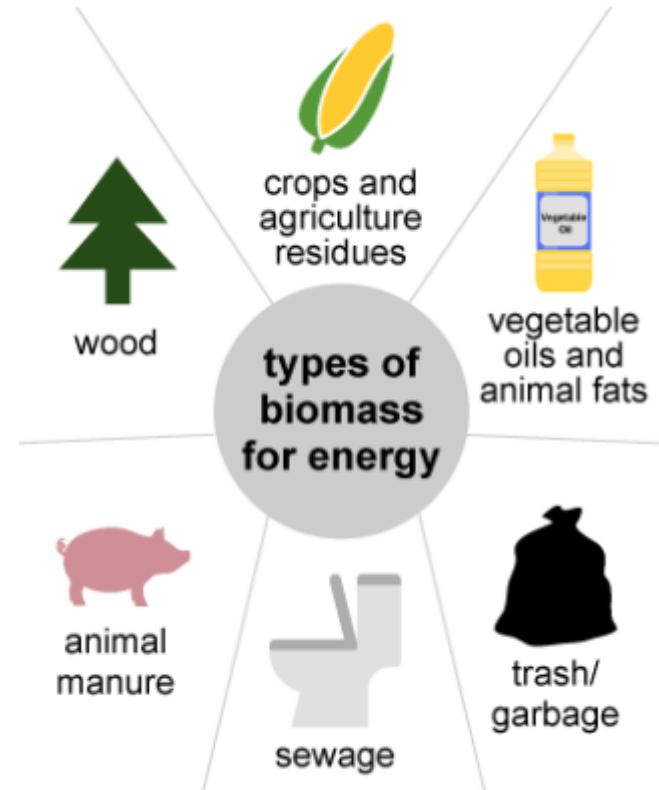 crops and
agriculture
residues
Vegetable
Oil
vegetable
oils and
animal fats
wood
types of
biomass
for energy
animal
manure
sewage
trash/
garbage